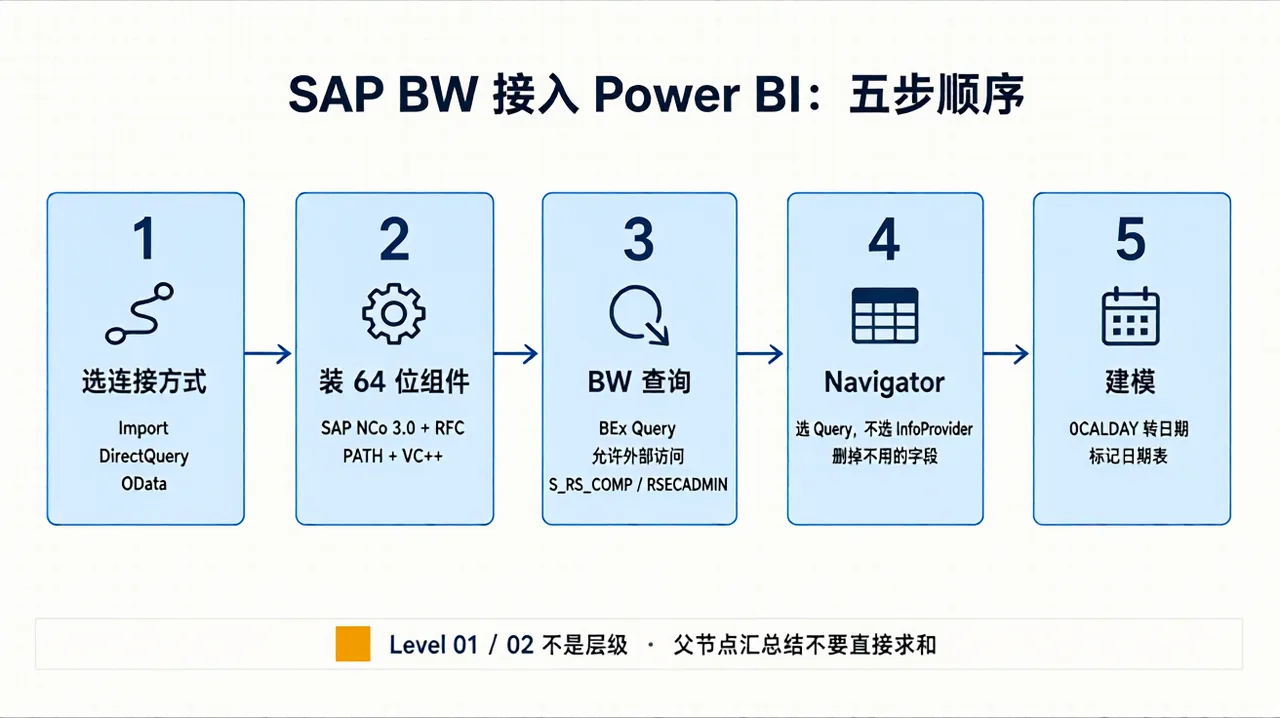 SAP BW 接入 Power BI：五步顺序
1
选连接方式
Import
DirectQuery
OData
2
装 64 位组件
SAP NCo 3.0 + RFC
PATH + VC++
3
BW 查询
BEx Query
允许外部访问
S_RS_COMP / RSECADMIN
4
Navigator
选 Query，不选 InfoProvider
删掉不用的字段
5
建模
0CALDAY 转日期
标记日期表
Level 01 / 02 不是层级 · 父节点汇总结不要直接求和